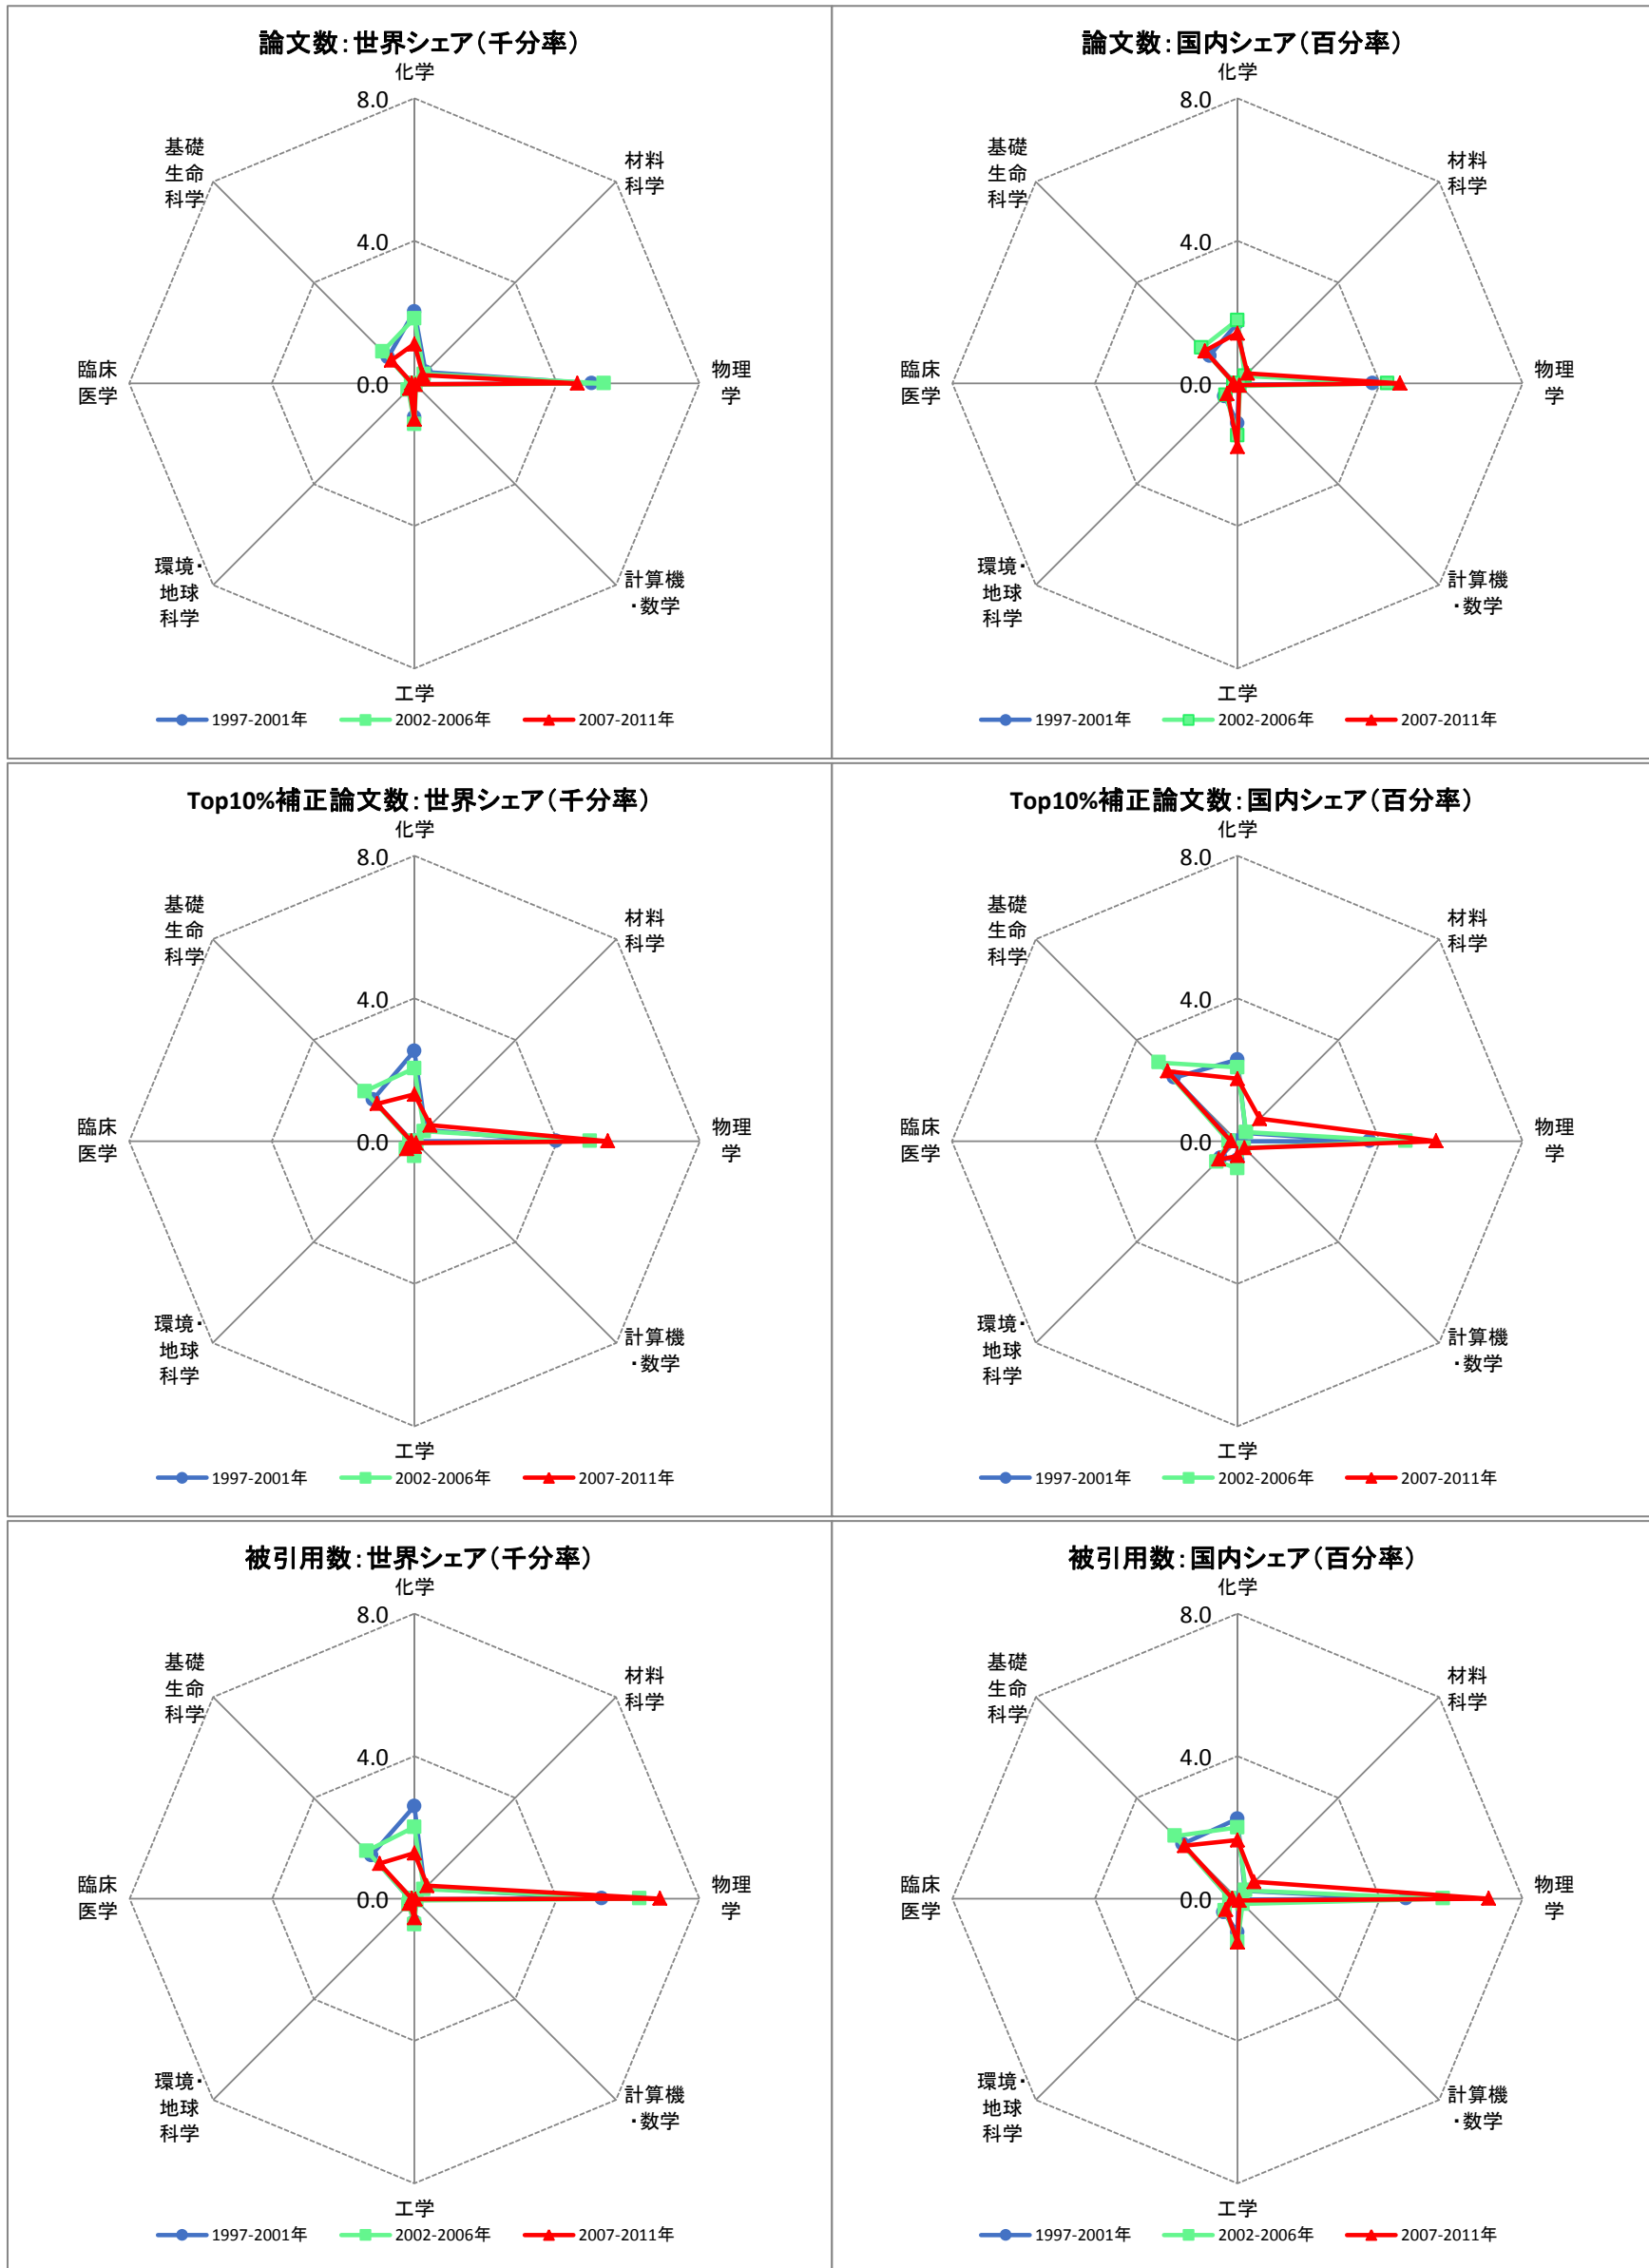 論文数:世界シェア(千分率)
化学
8.0
4.0
0.0
材料
科学
物理
学
計算機
・数学
工学
環境・
地球
科学
臨床
医学
基礎
生命
科学
1997-2001年
2002-2006年
2007-2011年
論文数:国内シェア(百分率)
化学
8.0
4.0
0.0
材料
科学
物理
学
計算機
・数学
工学
環境・
地球
科学
臨床
医学
基礎
生命
科学
1997-2001年
2002-2006年
2007-2011年
Top10%補正論文数:世界シェア(千分率)
化学
8.0
4.0
0.0
材料
科学
物理
学
計算機
・数学
工学
環境・
地球
科学
臨床
医学
基礎
生命
科学
1997-2001年
2002-2006年
2007-2011年
Top10%補正論文数:国内シェア(百分率)
化学
8.0
4.0
0.0
材料
科学
物理
学
計算機
・数学
工学
環境・
地球
科学
臨床
医学
基礎
生命
科学
1997-2001年
2002-2006年
2007-2011年
被引用数:世界シェア(千分率)
化学
8.0
4.0
0.0
材料
科学
物理
学
計算機
・数学
工学
環境・
地球
科学
臨床
医学
基礎
生命
科学
1997-2001年
2002-2006年
2007-2011年
被引用数:国内シェア(百分率)
化学
8.0
4.0
0.0
材料
科学
物理
学
計算機
・数学
工学
環境・
地球
科学
臨床
医学
基礎
生命
科学
1997-2001年
2002-2006年
2007-2011年